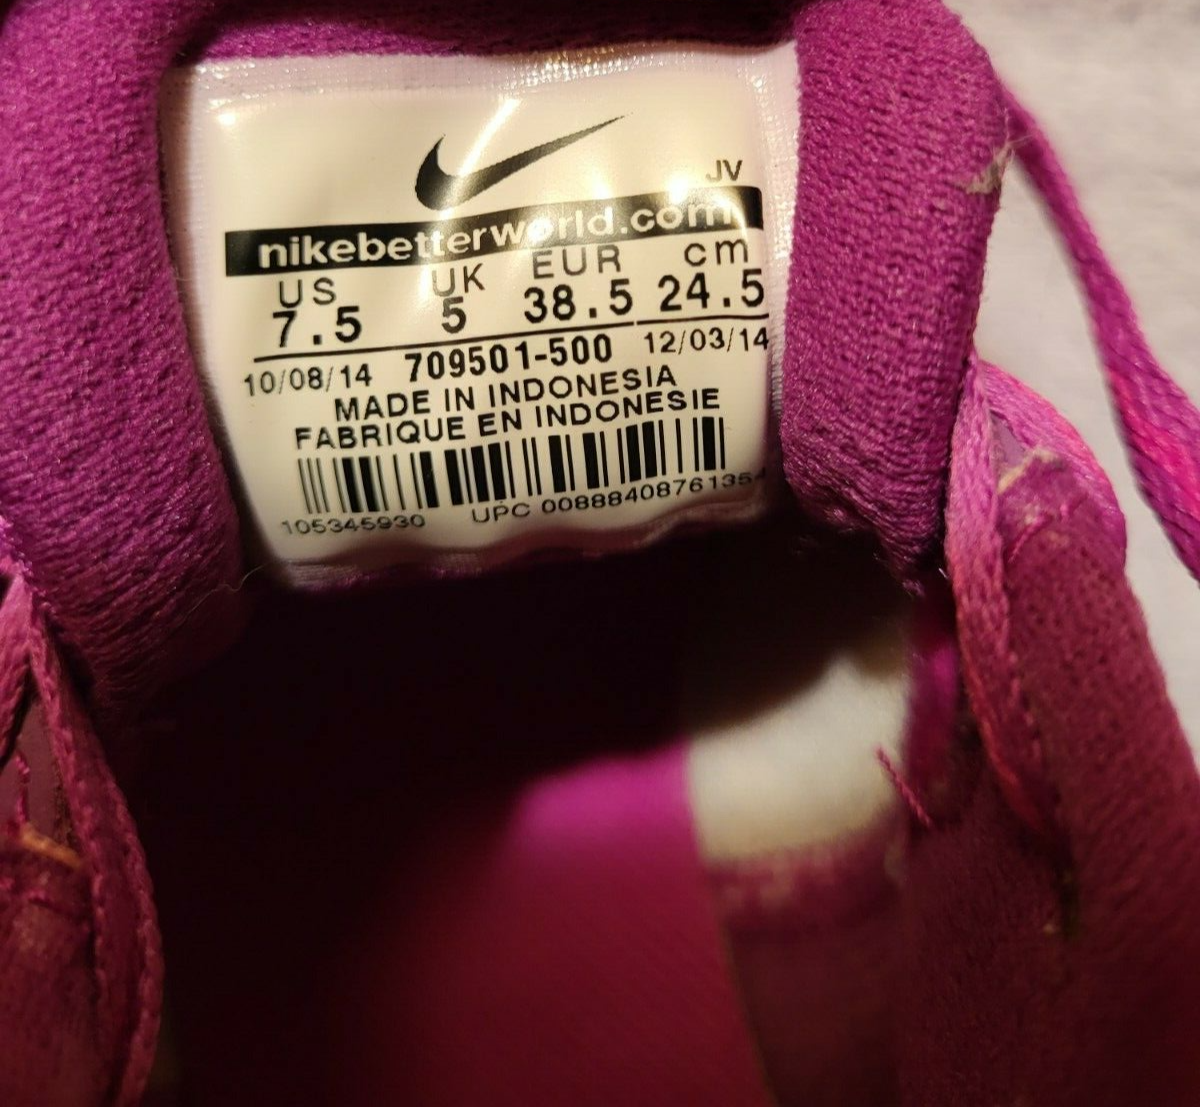 JV
nikebetterworld.com
US UK EUR cm
7.5 5 38.5 24.5
10/08/14 709501-500 12/03/14
MADE IN INDONESIA
FABRIQUE EN INDONESIE
105345930 UPC 00888408761354